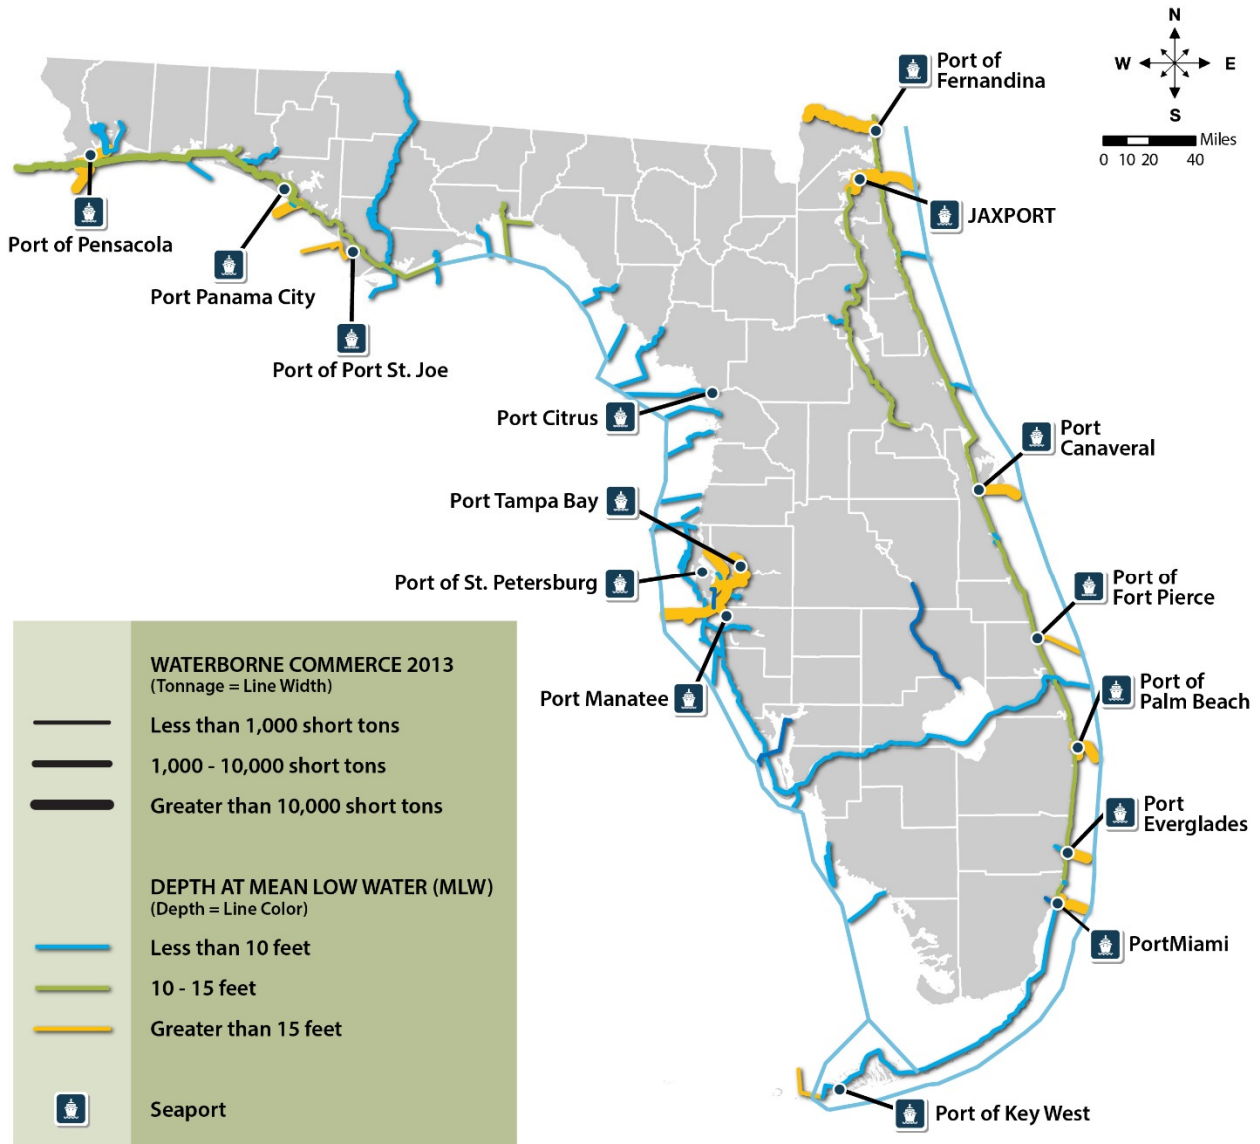 N
W
E
S
Miles
0 10 20 40
Port of
Fernandina
JAXPORT
Port of Pensacola
Port Panama City
Port of Port St. Joe
Port Citrus
Port
Canaveral
Port Tampa Bay
Port of St. Petersburg
Port of
Fort Pierce
Port Manatee
Port of
Palm Beach
Port
Everglades
PortMiami
Port of Key West
WATERBORNE COMMERCE 2013
(Tonnage = Line Width)
Less than 1,000 short tons
1,000 - 10,000 short tons
Greater than 10,000 short tons
DEPTH AT MEAN LOW WATER (MLW)
(Depth = Line Color)
Less than 10 feet
10 - 15 feet
Greater than 15 feet
Seaport